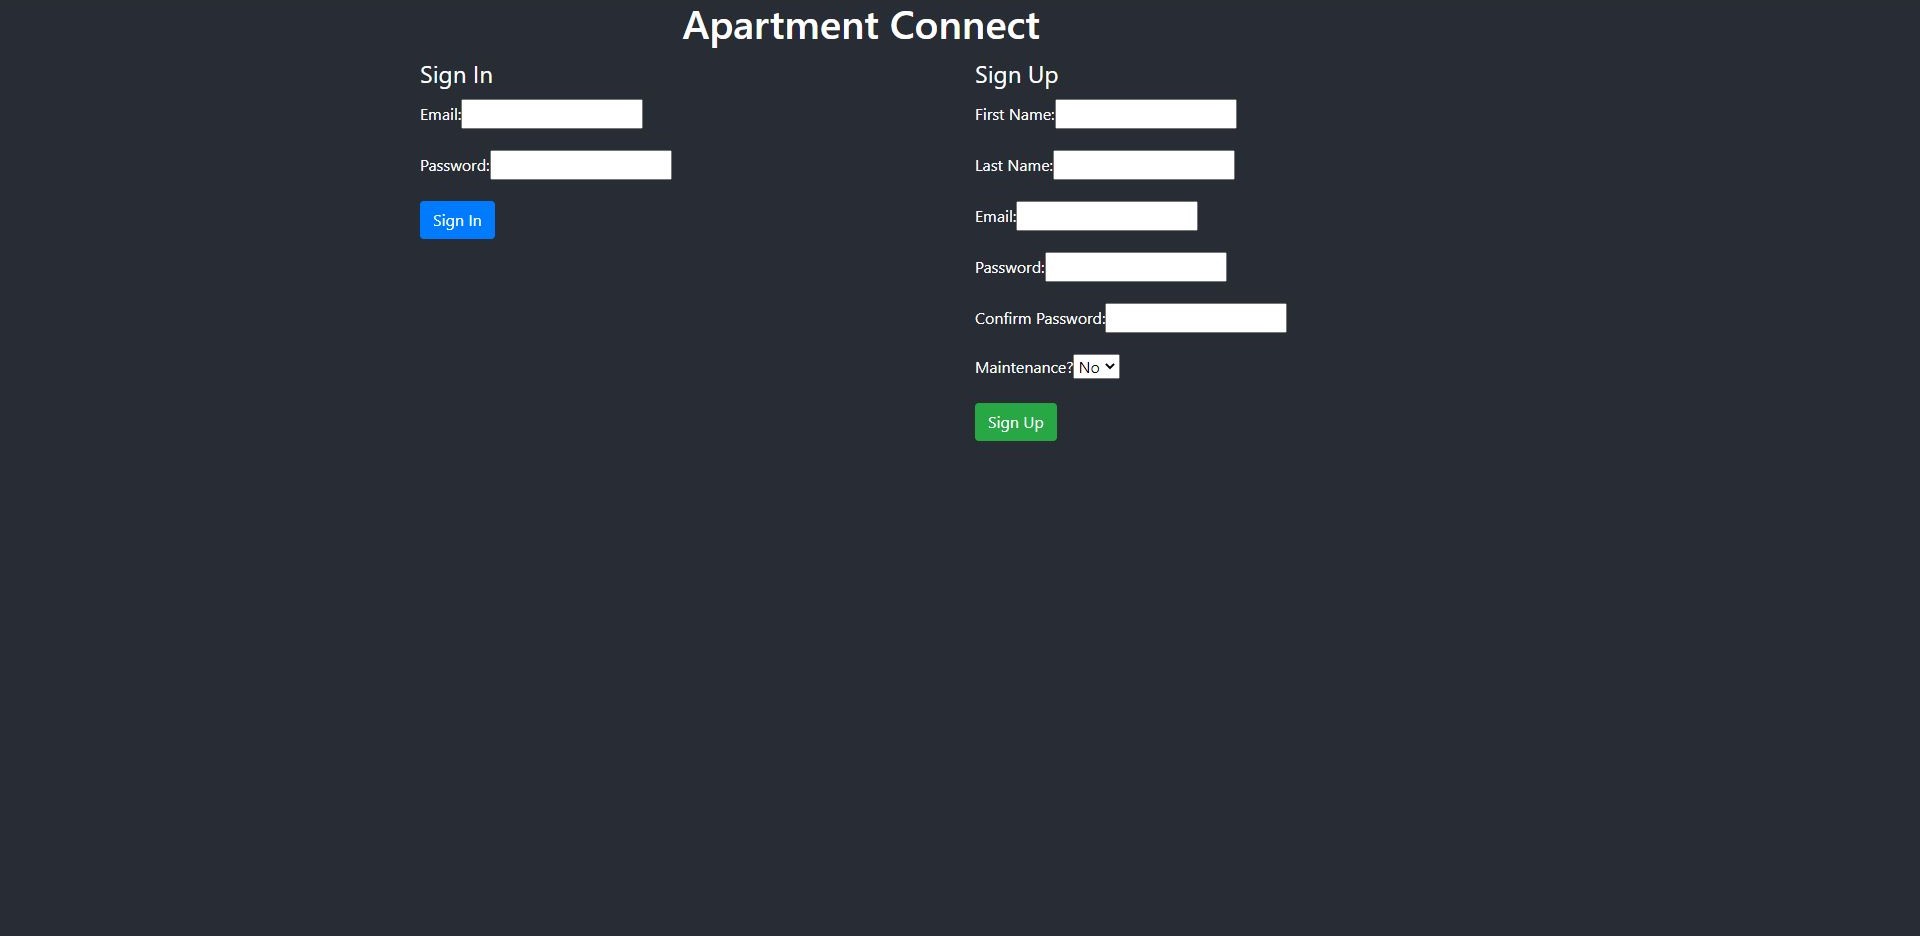 Apartment Connect
Sign In
Email:
Password:
Sign In
Sign Up
First Name:
Last Name:
Email:
Password:
Confirm Password:
Maintenance? No
Sign Up